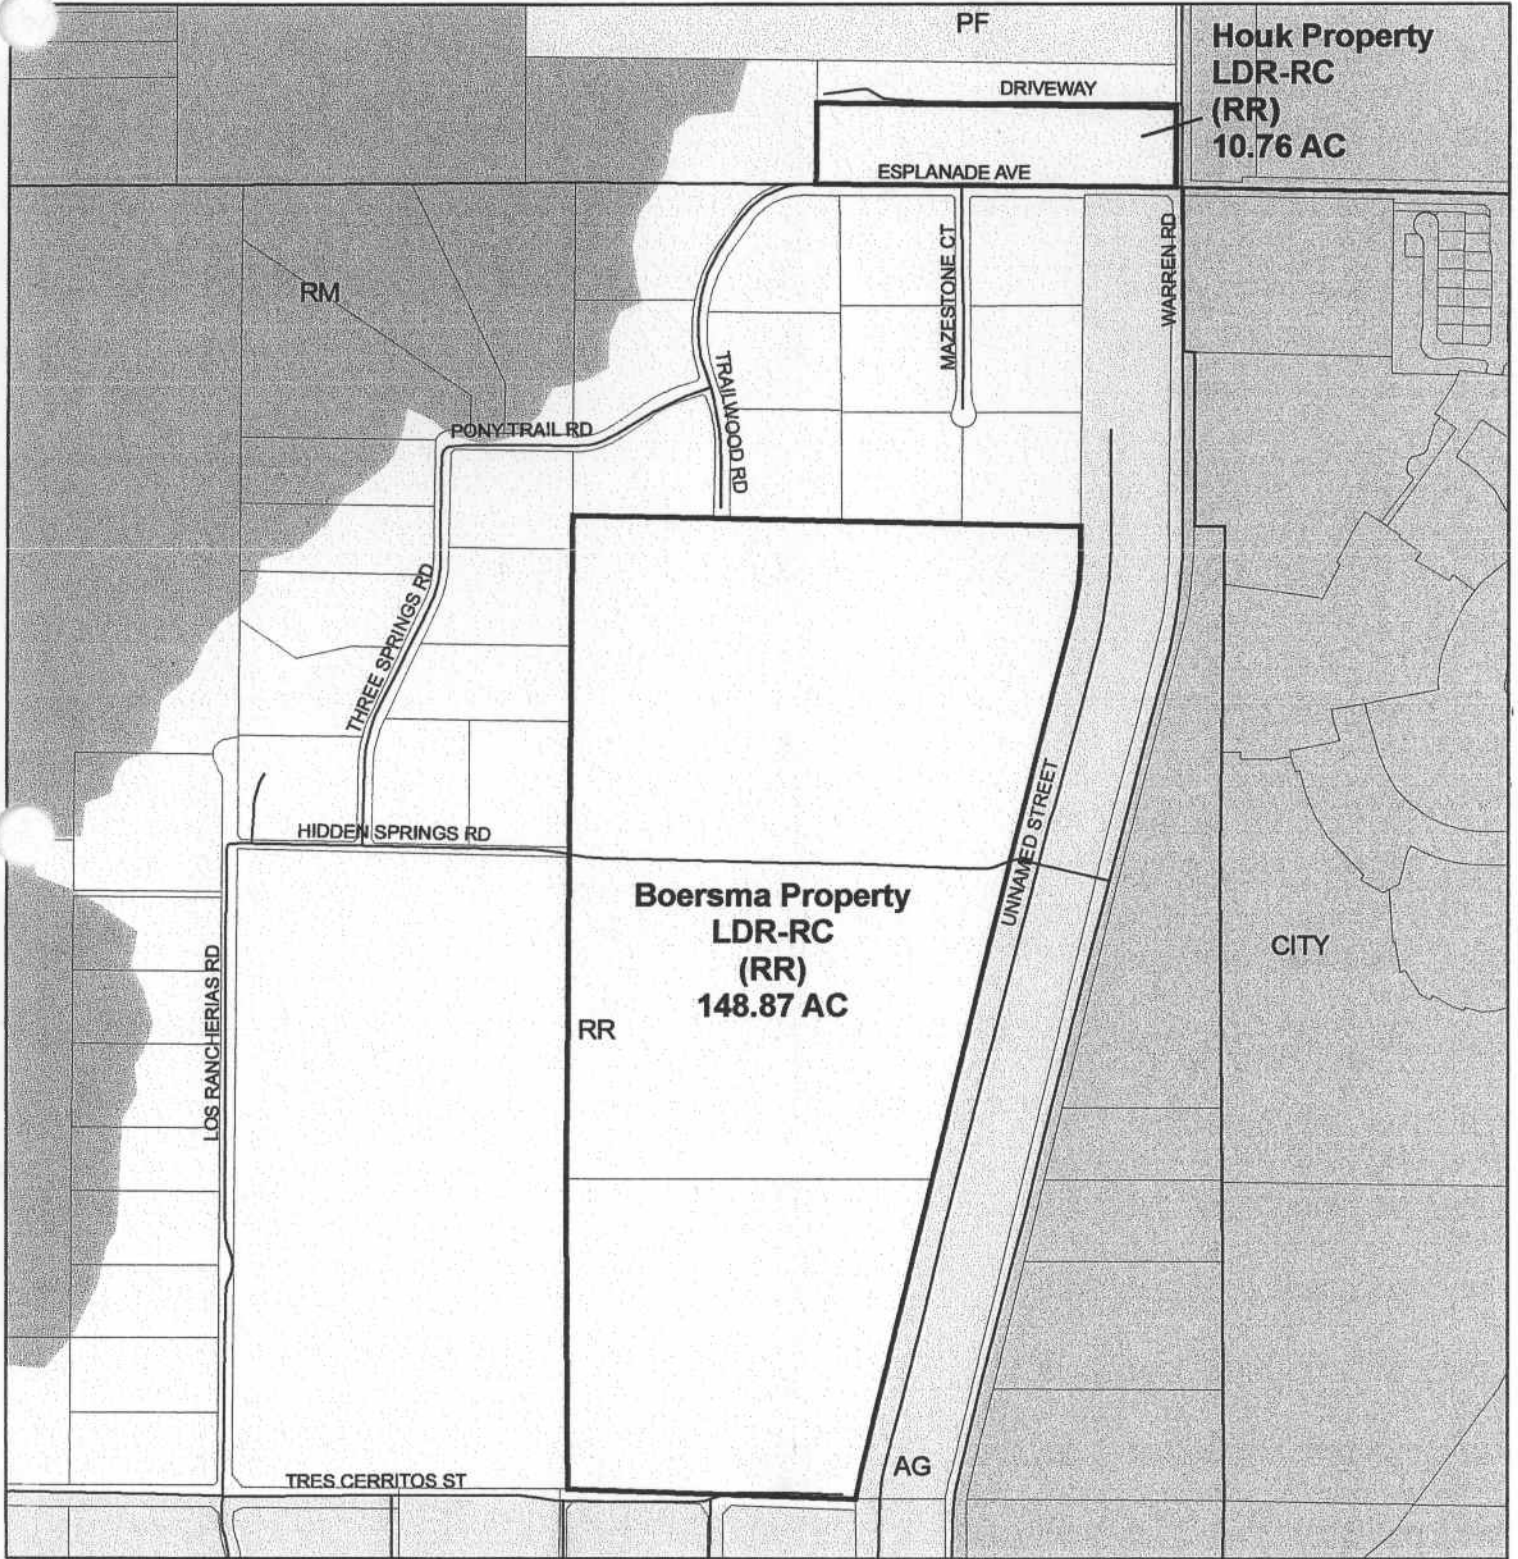 PF
Houk Property
LDR-RC
(RR)
10.76 AC
DRIVEWAY
ESPLANADE AVE
WARREN RD
MAZESTONE CT
RM
TRAILWOOD RD
PONY TRAIL RD
THREE SPRINGS RD
HIDDEN SPRINGS RD
UNNAMED STREET
Boersma Property
LDR-RC
(RR)
148.87 AC
CITY
LOS RANCHERIAS RD
RR
AG
TRES CERRITOS ST